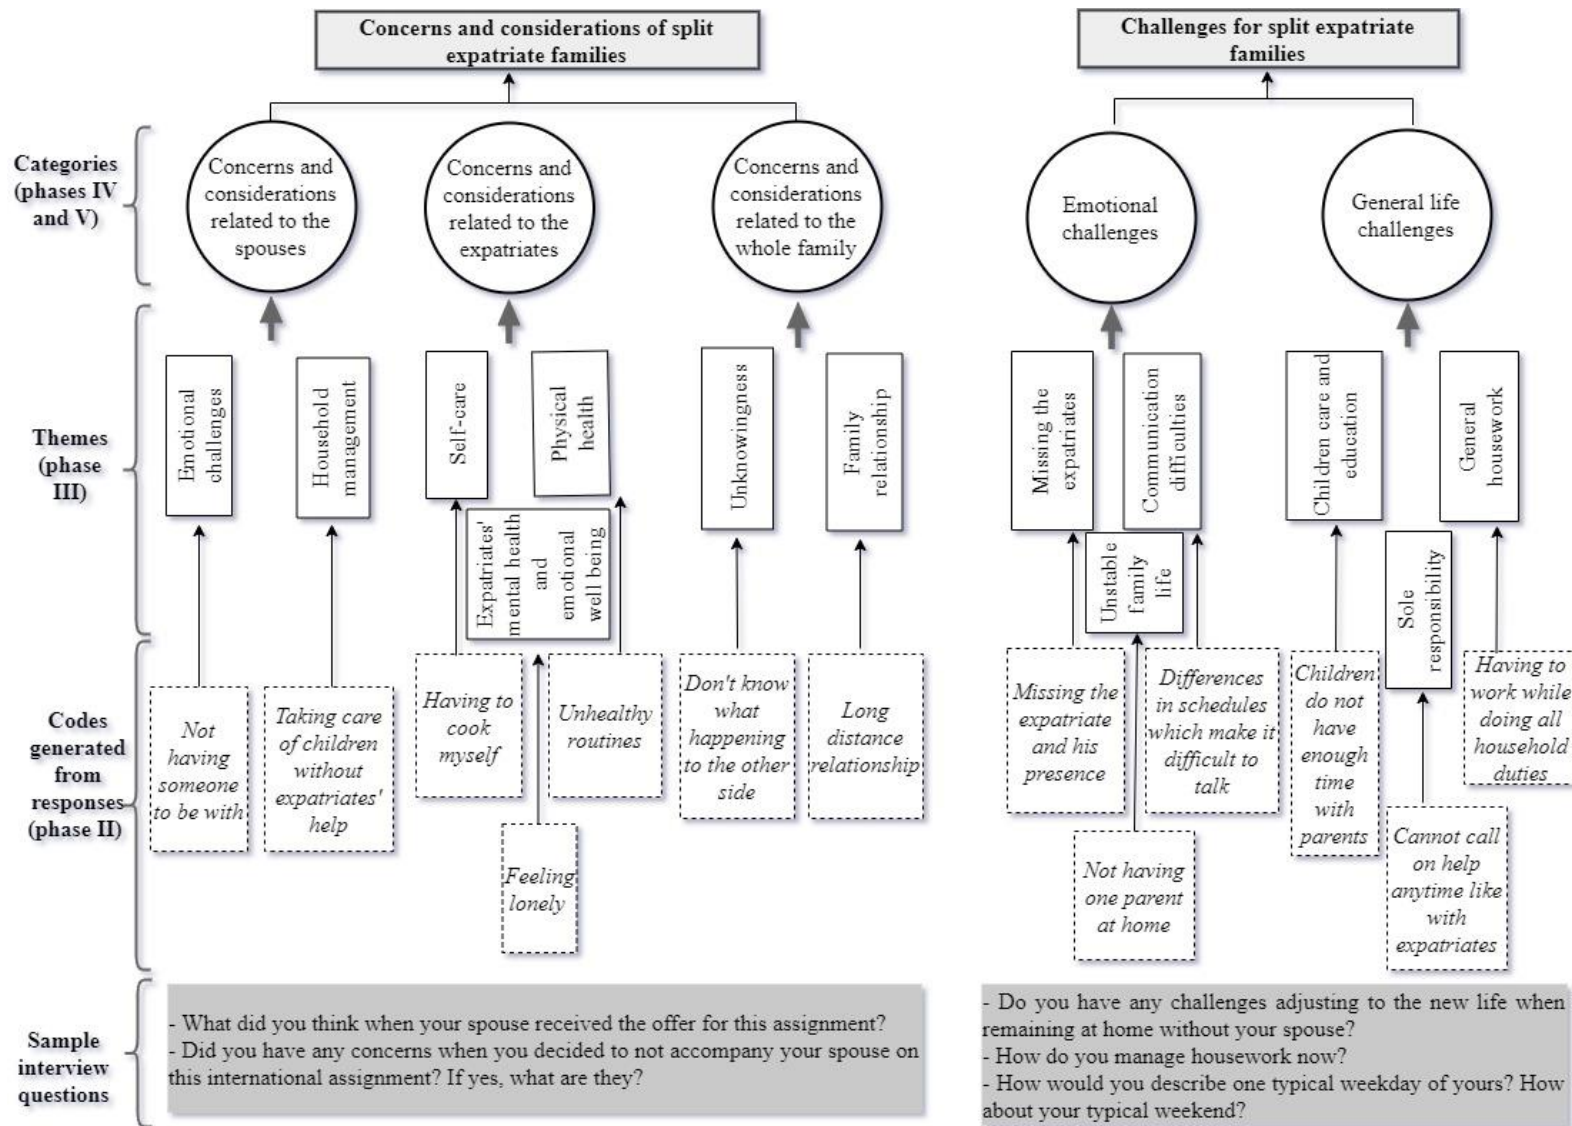 Concerns and considerations of split
expatriate families
Challenges for split expatriate
families
Categories
(phases IV
and V)
Concerns and
considerations
related to the
spouses
Concerns and
considerations
related to the
expatriates
Concerns and
considerations
related to the
whole family
Emotional
challenges
General life
challenges
Themes
(phase
III)
Emotional
challenges
Household
management
Self-care
Physical
health
Expatriates'
mental health
and
emotional
well being
Unknowingness
Family
relationship
Missing the
expatriates
Communication
difficulties
Unstable
family
life
Children care and
education
Sole
responsibility
General
housework
Codes
generated
from
responses
(phase II)
Not
having
someone
to be with
Taking care
of children
without
expatriates'
help
Having to
cook
myself
Feeling
lonely
Unhealthy
routines
Don't know
what
happening
to the other
side
Long
distance
relationship
Missing the
expatriate
and his
presence
Not having
one parent
at home
Differences
in schedules
which make it
difficult to
talk
Children
do not
have
enough
time
with
parents
Cannot call
on help
anytime like
with
expatriates
Having to
work while
doing all
household
duties
Sample
interview
questions
- What did you think when your spouse received the offer for this assignment?
- Did you have any concerns when you decided to not accompany your spouse on
this international assignment? If yes, what are they?
- Do you have any challenges adjusting to the new life when
remaining at home without your spouse?
- How do you manage housework now?
- How would you describe one typical weekday of yours? How
about your typical weekend?